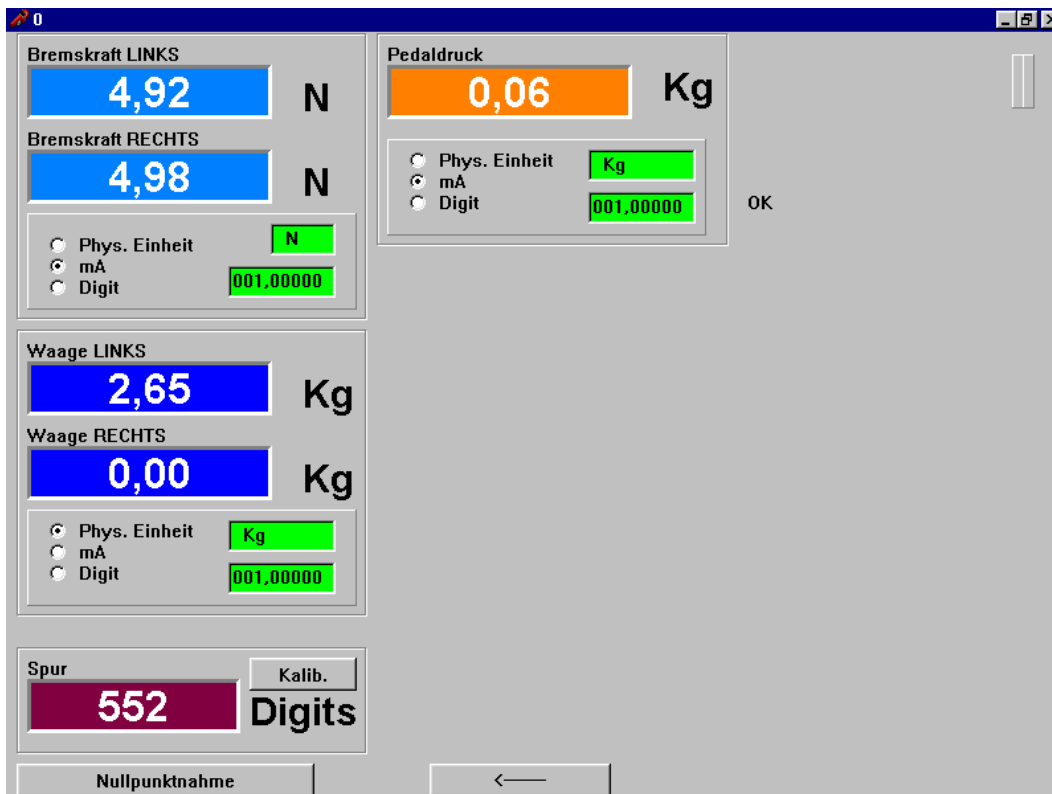 0
Bremskraft LINKS
4,92 N
Bremskraft RECHTS
4,98 N
Phys. Einheit N
mA
Digit 001,00000
Pedaldruck
0,06 Kg
Phys. Einheit Kg
mA
Digit 001,00000
OK
Waage LINKS
2,65 Kg
Waage RECHTS
0,00 Kg
Phys. Einheit Kg
mA
Digit 001,00000
Spur
Kalib.
552 Digits
Nullpunktnahme